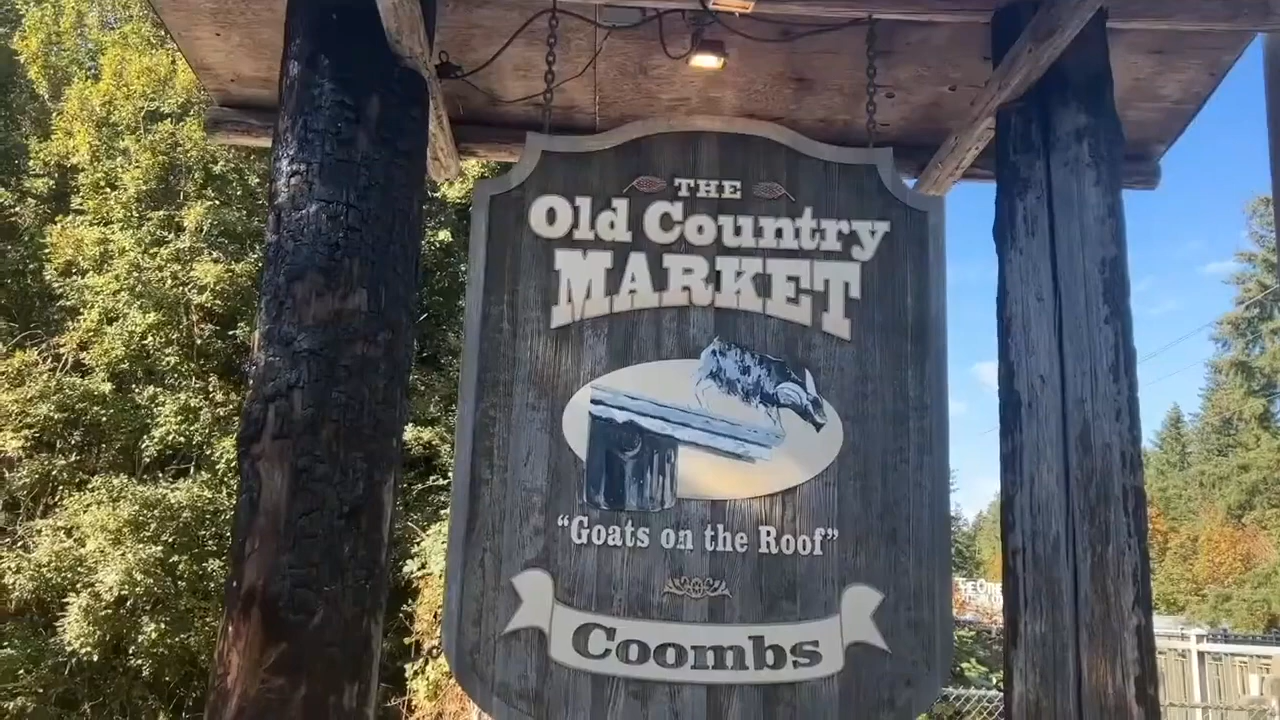 THE
Old Country
MARKET
“Goats on the Roof”
Coombs